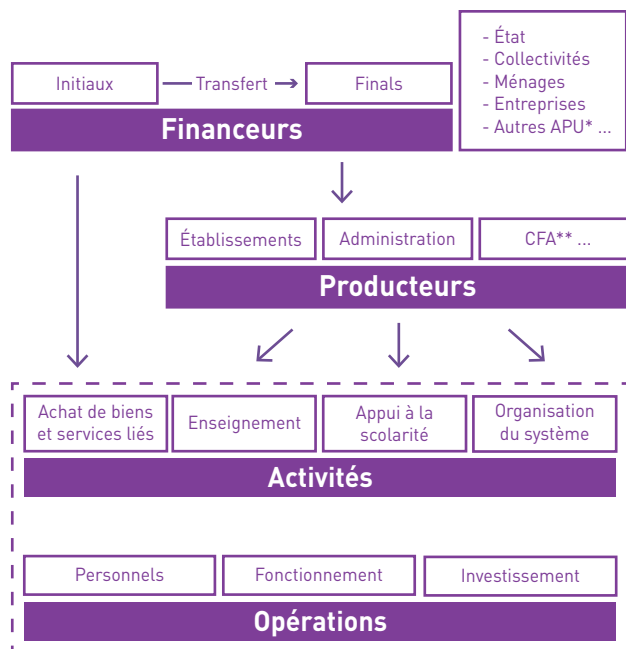 Initiaux
Transfert
Finals
Financeurs
- État
- Collectivités
- Ménages
- Entreprises
- Autres APU* ...
Établissements
Administration
CFA** ...
Producteurs
Achat de biens
et services liés
Enseignement
Appui à la
scolarité
Organisation
du système
Activités
Personnels
Fonctionnement
Investissement
Opérations